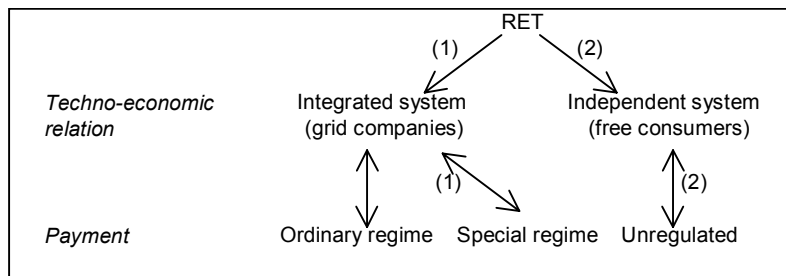 RET
(1) (2)
Techno-economic Integrated system Independent system
relation (grid companies) (free consumers)
(1) (2)
Payment Ordinary regime Special regime Unregulated